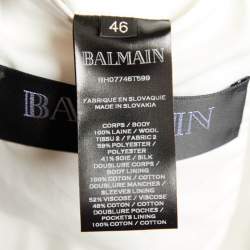 46
BALMAIN
BALMAIN
FABRIQUE EN SLOVAQUIE
MADE IN SLOVAKIA
CORPS / BODY
100% LAINE / WOOL
TISSU 2 / FABRIC 2
59% POLYESTER /
POLYESTER
41% SOIE / SILK
DOUBLURE CORPS /
BODY LINING
100% COTON / COTTON
DOUBLURE MANCHES /
SLEEVES LINING
52% VISCOSE / VISCOSE
48% COTON / COTTON
DOUBLURE POCHES /
POCKETS LINING
100% COTON / COTTON